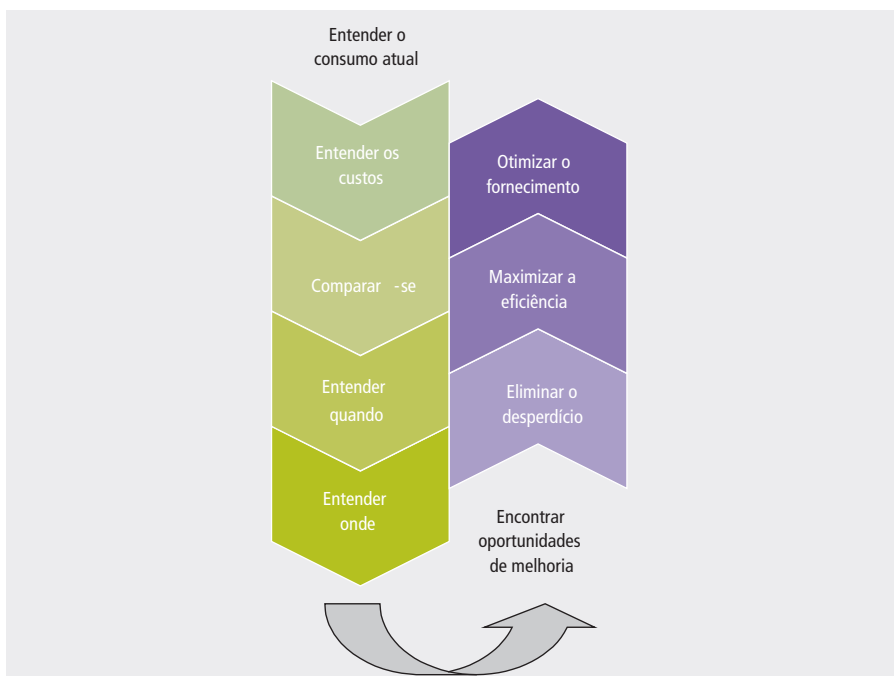 Entender o
consumo atual
Entender os
custos
Comparar -se
Entender
quando
Entender
onde
Otimizar o
fornecimento
Maximizar a
eficiência
Eliminar o
desperdício
Encontrar
oportunidades
de melhoria